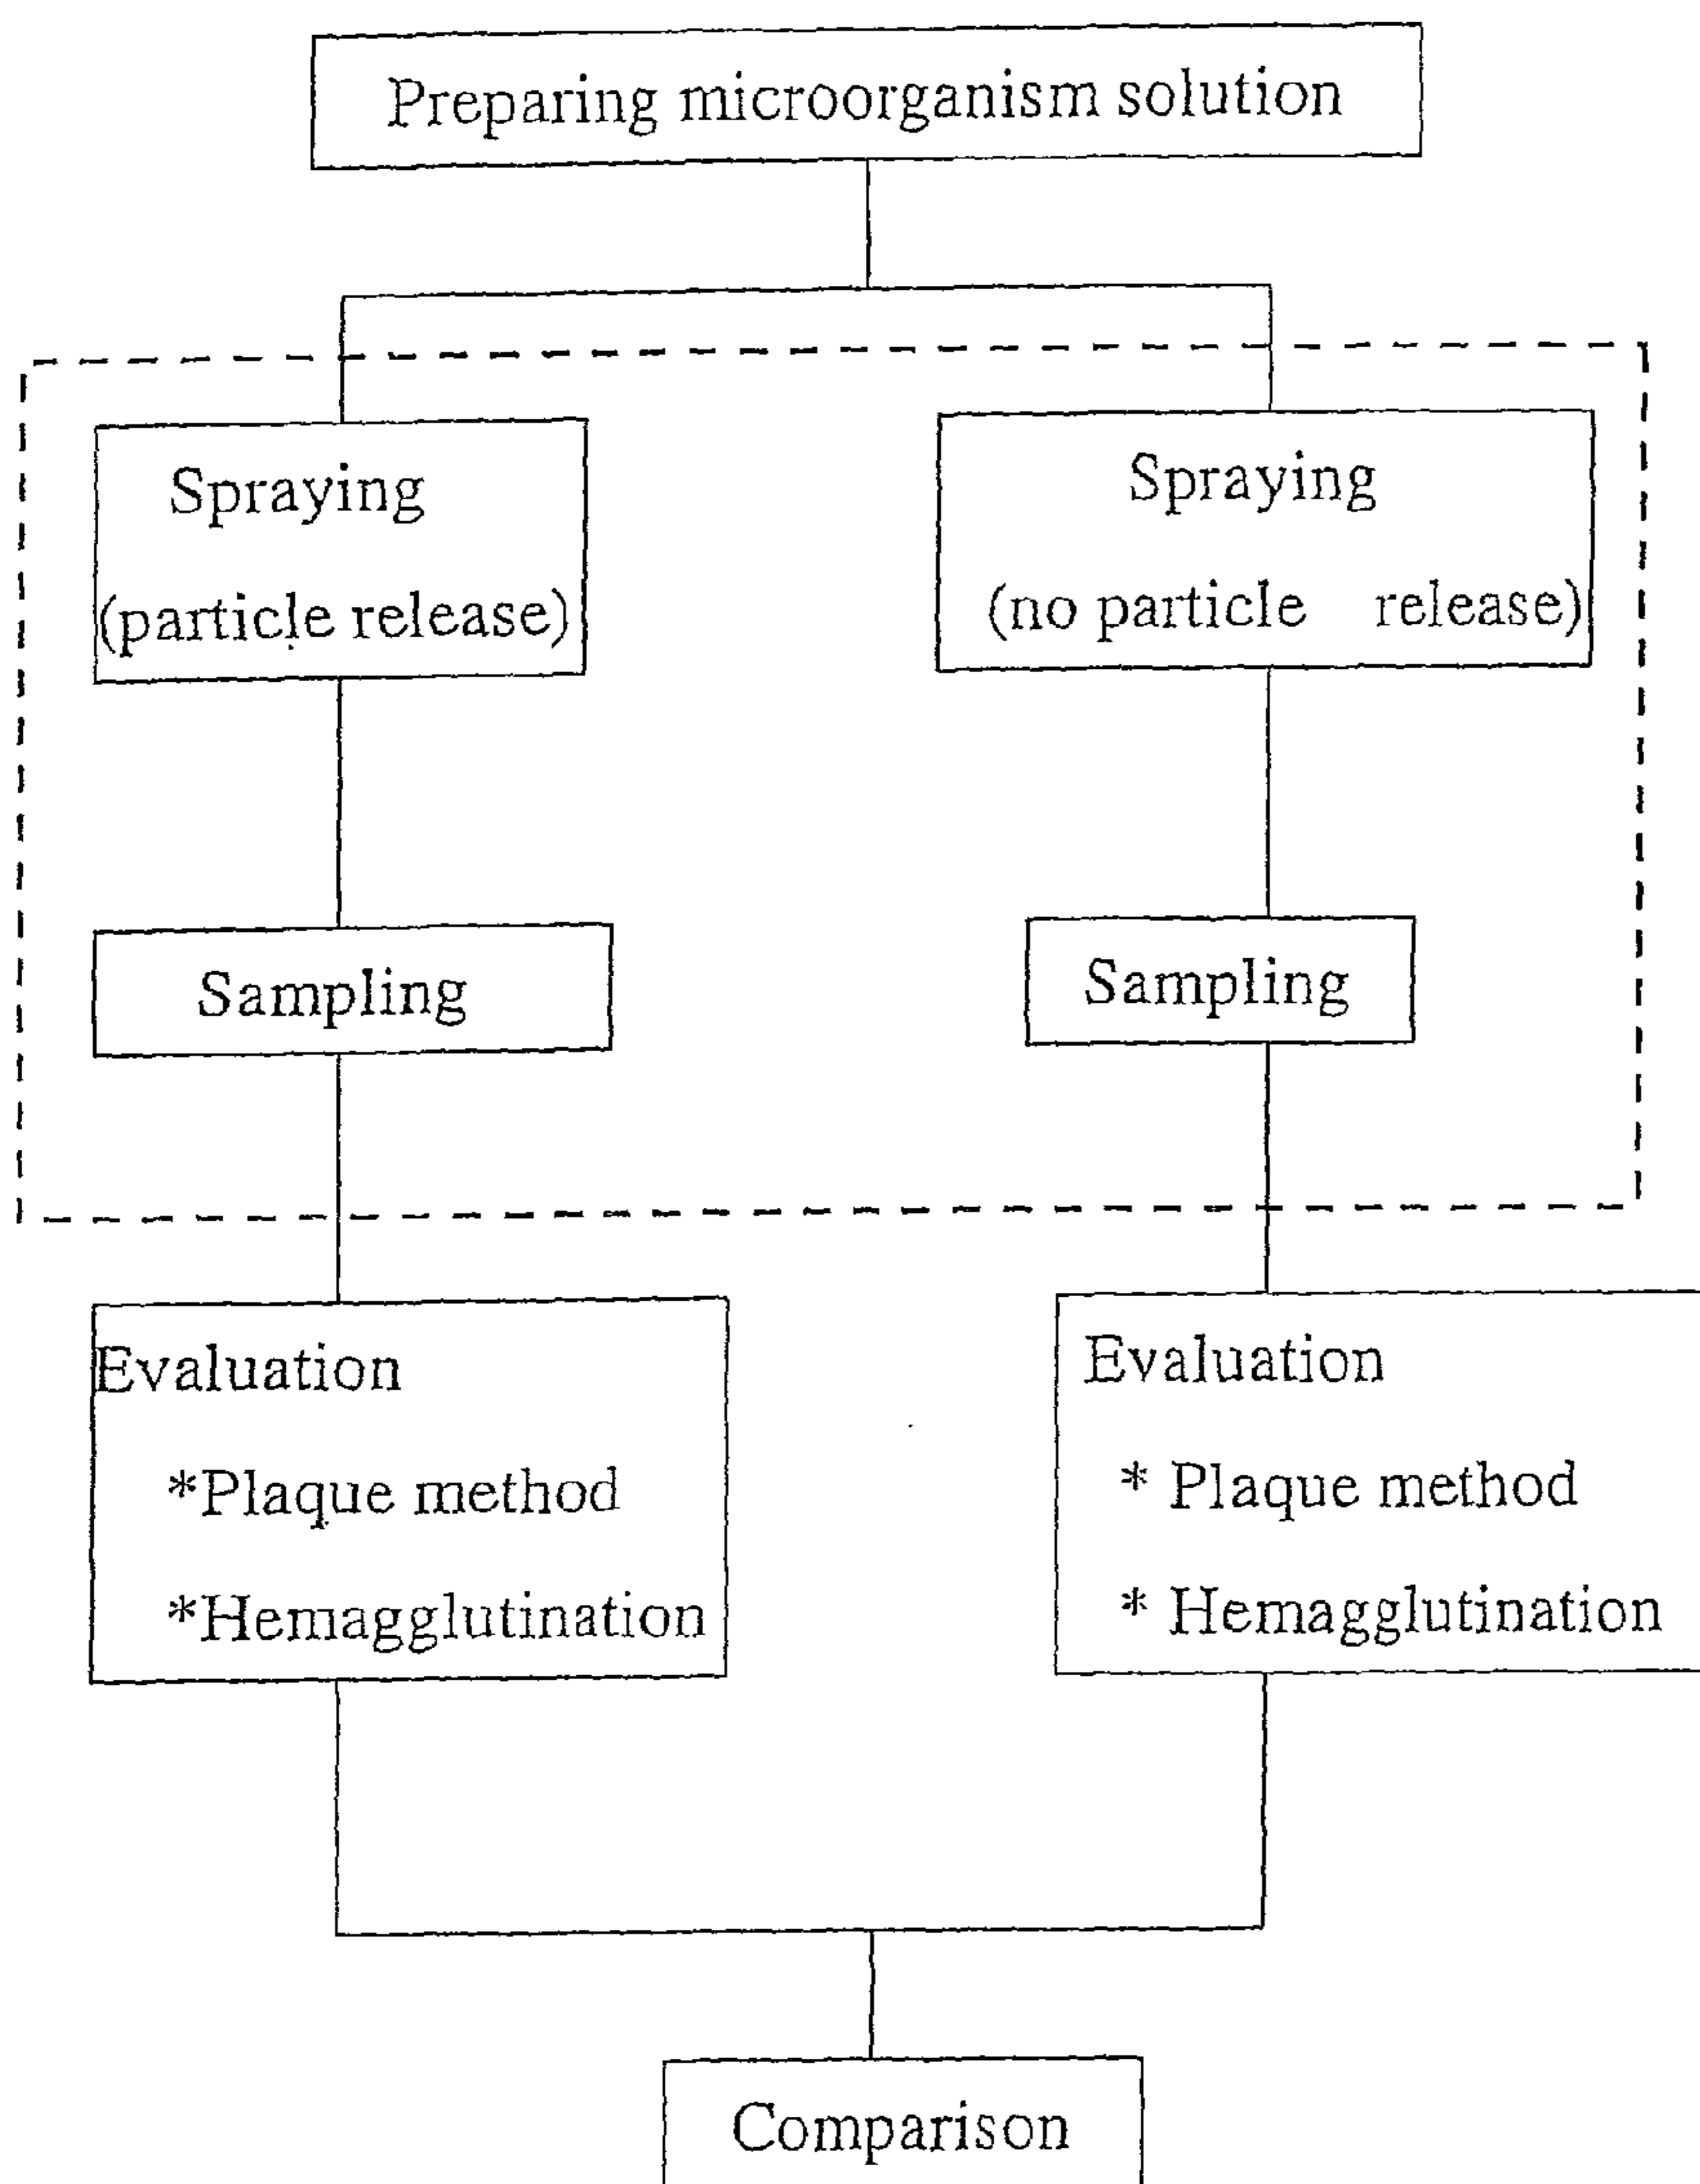 Preparing microorganism solution
Spraying
(particle release)
Spraying
(no particle release)
Sampling
Sampling
Evaluation
*Plaque method
*Hemagglutination
Evaluation
* Plaque method
* Hemagglutination
Comparison